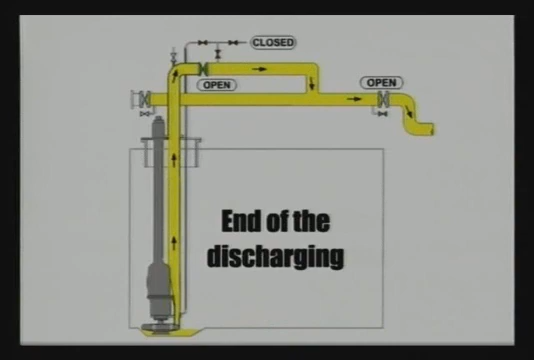 CLOSED
OPEN
OPEN
End of the
discharging